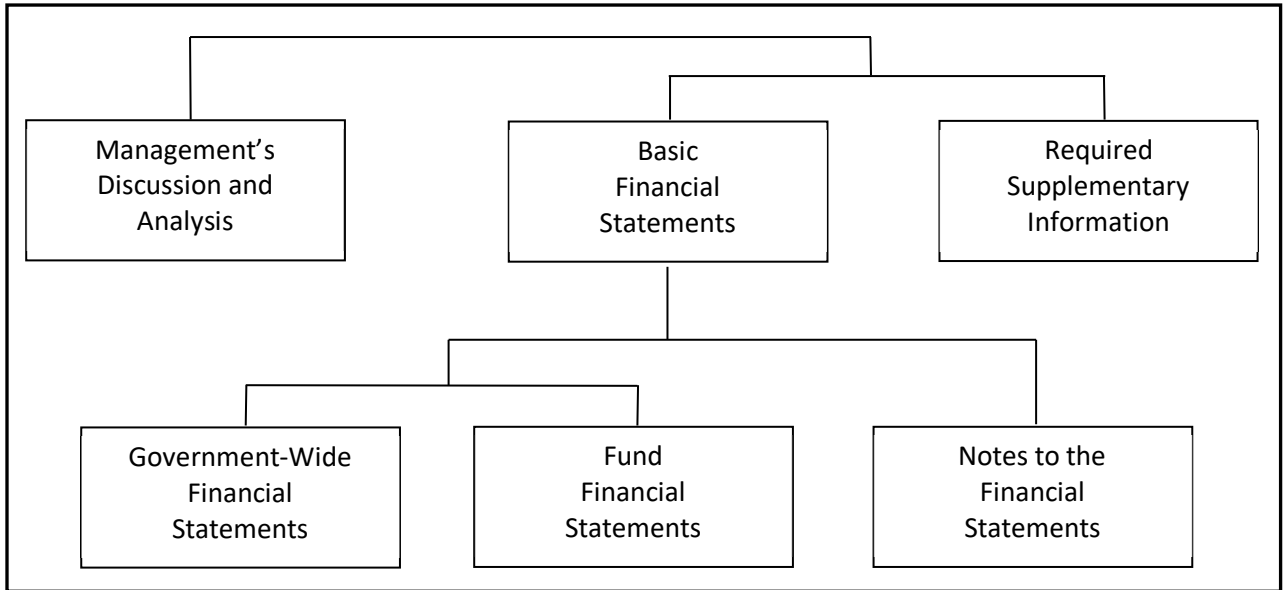 Management’s
Discussion and
Analysis
Basic
Financial
Statements
Required
Supplementary
Information
Government-Wide
Financial
Statements
Fund
Financial
Statements
Notes to the
Financial
Statements